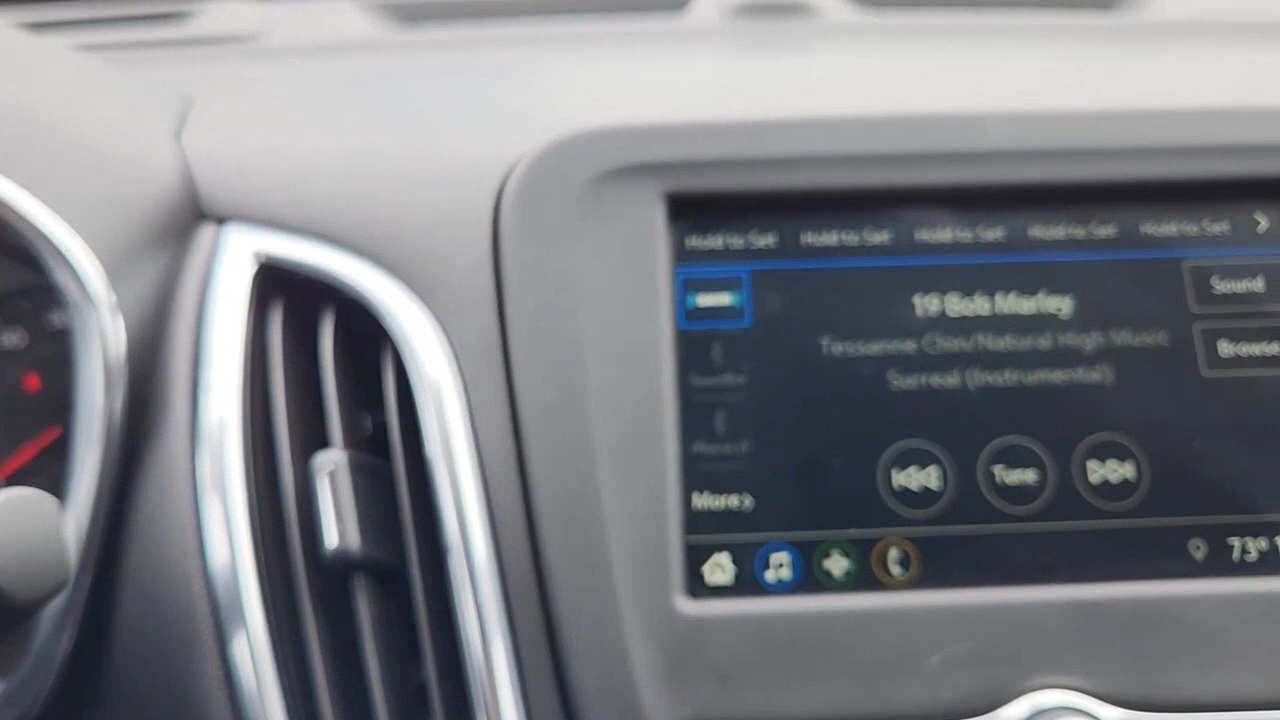 Hold to Set Hold to Set Hold to Set Hold to Set Hold to Set
19 Bob Marley
Sound
Tessanne Chin/Natural High Music
Browse
Surreal (Instrumental)
Tune
More
73°